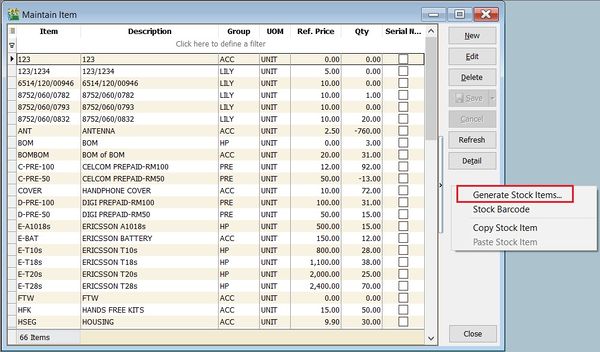 Maintain Item
Item Description Group UOM Ref. Price Qty Serial N...
Click here to define a filter
123 123 ACC UNIT 0.00 0.00
123/1234 123/1234 LILY UNIT 5.00 0.00
6514/120/00946 6514/120/00946 LILY UNIT 10.00 0.00
8752/060/0782 8752/060/0782 LILY UNIT 10.00 1.00
8752/060/0793 8752/060/0793 LILY UNIT 10.00 0.00
8752/060/0832 8752/060/0832 LILY UNIT 10.00 20.00
ANT ANTENNA ACC UNIT 2.50 -760.00
BOM BOM HP UNIT 0.00 3.00
BOMBOM BOM of BOM ACC UNIT 20.00 31.00
C-PRE-100 CELCOM PREPAID-RM100 PRE UNIT 12.00 92.00
C-PRE-50 CELCOM PREPAID-RM50 PRE UNIT 50.00 -13.00
COVER HANDPHONE COVER ACC UNIT 10.00 72.00
D-PRE-100 DIGI PREPAID-RM100 PRE UNIT 100.00 31.00
D-PRE-50 DIGI PREPAID-RM50 PRE UNIT 50.00 15.00
E-A1018s ERICSSON A1018s HP UNIT 500.00 15.00
E-BAT ERICSSON BATTERY ACC UNIT 150.00 12.00
E-T10s ERICSSON T10s HP UNIT 800.00 28.00
E-T18s ERICSSON T18s HP UNIT 1,100.00 38.00
E-T20s ERICSSON T20s HP UNIT 2,000.00 25.00
E-T28s ERICSSON T28s HP UNIT 2,400.00 70.00
FTW FTW ACC UNIT 0.00 0.00
HFK HANDS FREE KITS ACC UNIT 15.00 50.00
HSEG HOUSING ACC UNIT 9.90 30.00
66 Items
New
Edit
Delete
Save
Cancel
Refresh
Detail
Generate Stock Items...
Stock Barcode
Copy Stock Item
Paste Stock Item
Close